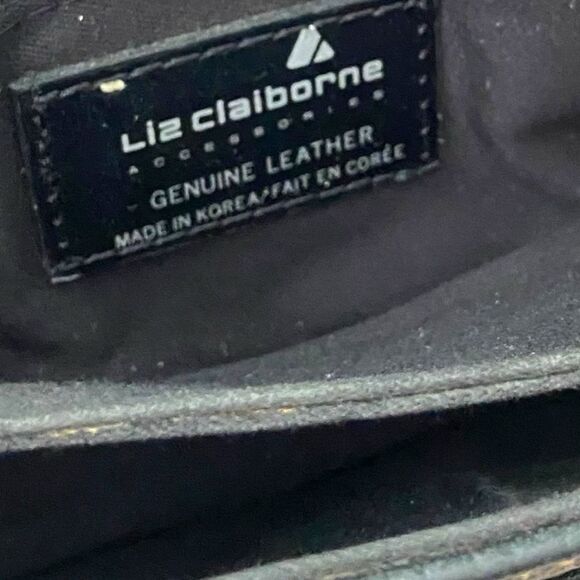 Liz claiborne
ACCESSORIES
GENUINE LEATHER
MADE IN KOREA/FAIT EN CORÉE